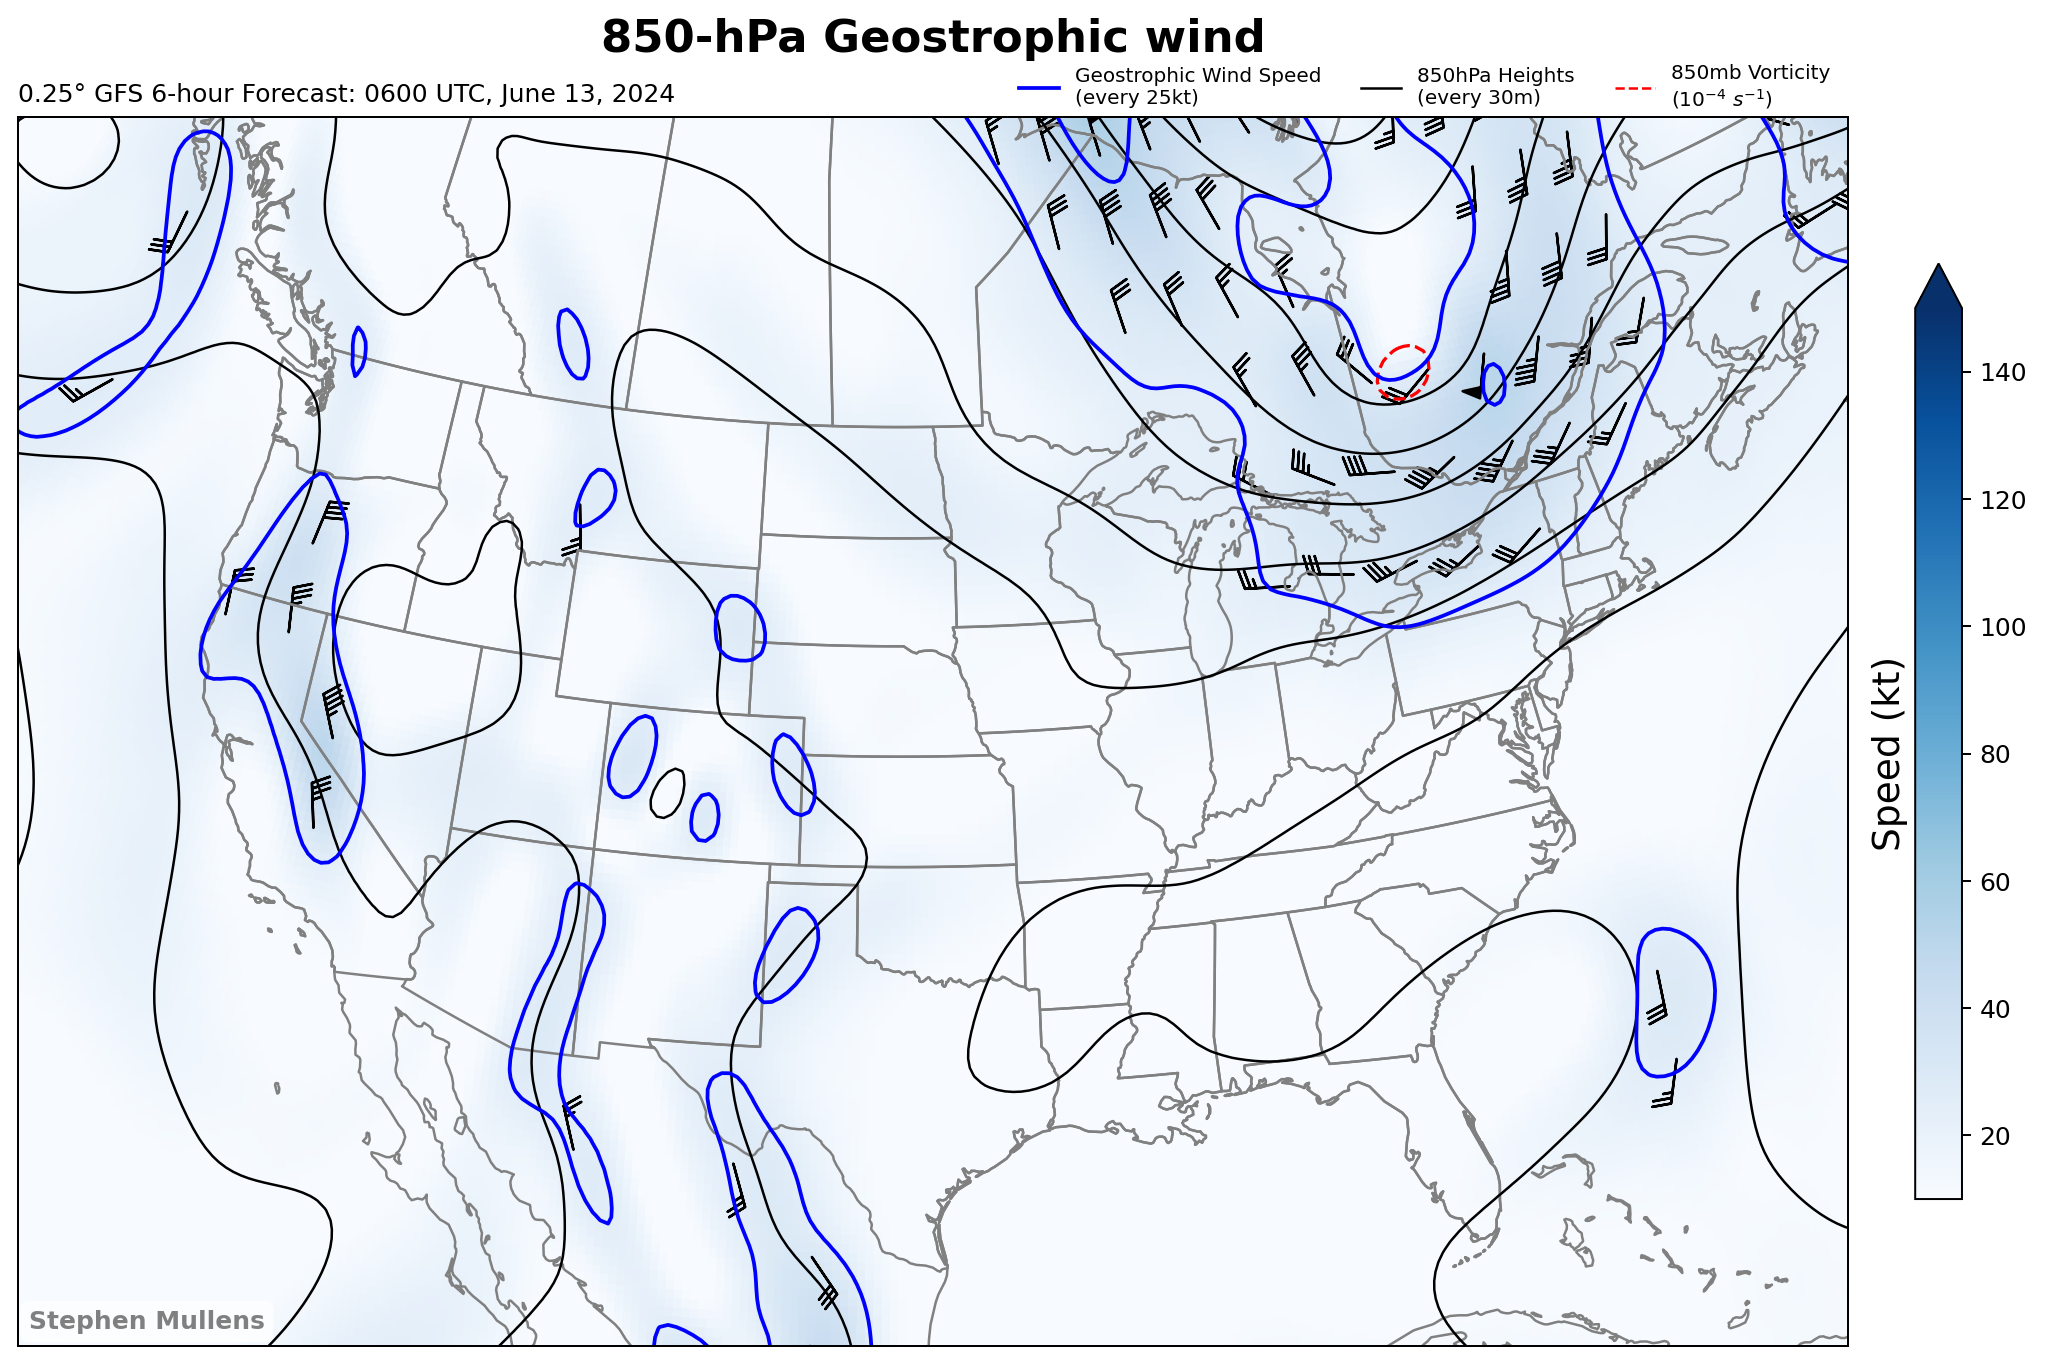 850-hPa Geostrophic wind
0.25° GFS 6-hour Forecast: 0600 UTC, June 13, 2024
Geostrophic Wind Speed
(every 25kt)
850hPa Heights
(every 30m)
850mb Vorticity
(10⁻⁴ s⁻¹)
140
120
100
80
60
40
20
Speed (kt)
Stephen Mullens